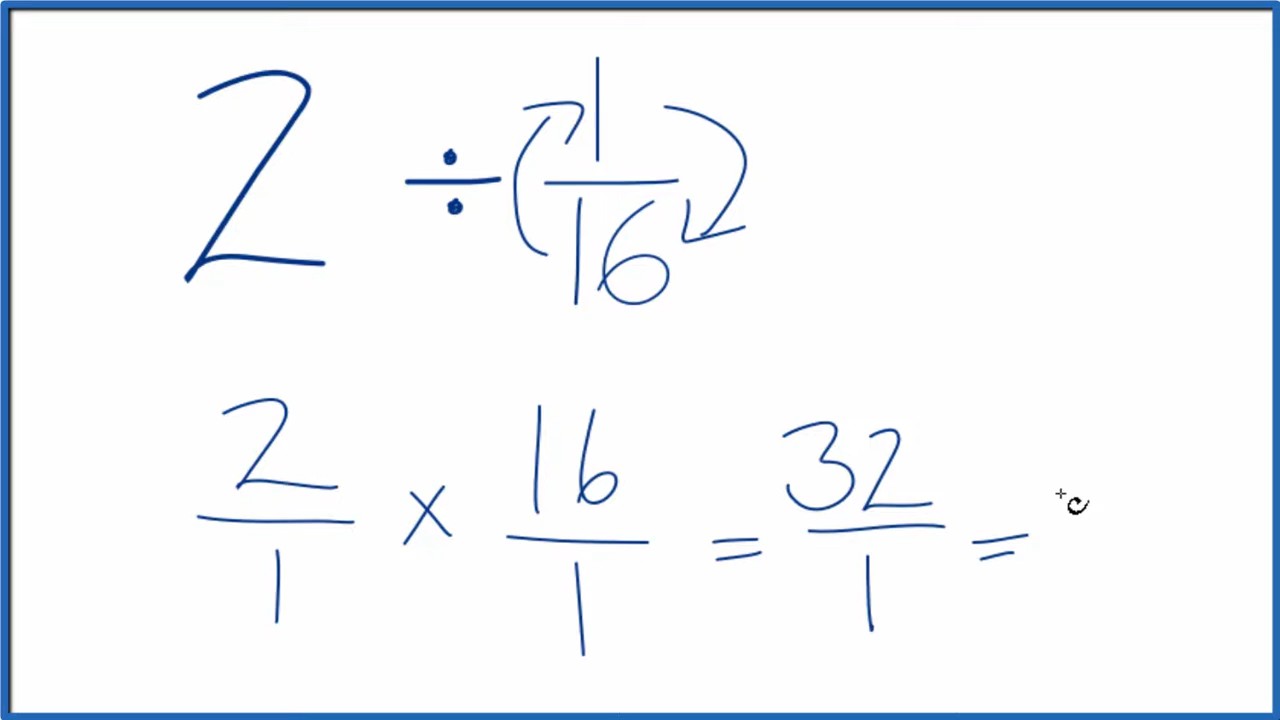 2 ÷ 1/16
2/1 × 16/1 = 32/1 =